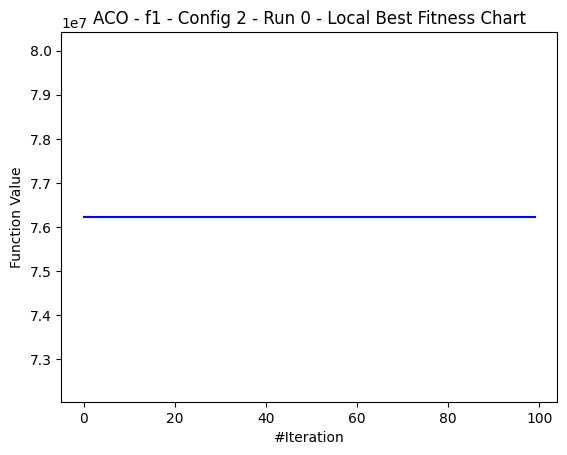 ACO - f1 - Config 2 - Run 0 - Local Best Fitness Chart
1e7
8.0
7.9
7.8
7.7
7.6
7.5
7.4
7.3
Function Value
0 20 40 60 80 100
#Iteration